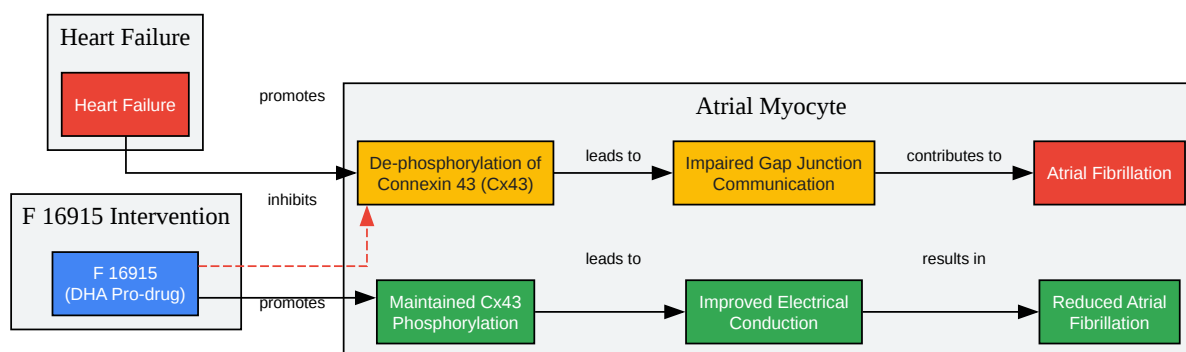 Heart Failure
Heart Failure
promotes
Atrial Myocyte
De-phosphorylation of
Connexin 43 (Cx43)
leads to
Impaired Gap Junction
Communication
contributes to
Atrial Fibrillation
inhibits
F 16915 Intervention
F 16915
(DHA Pro-drug)
promotes
Maintained Cx43
Phosphorylation
leads to
Improved Electrical
Conduction
results in
Reduced Atrial
Fibrillation